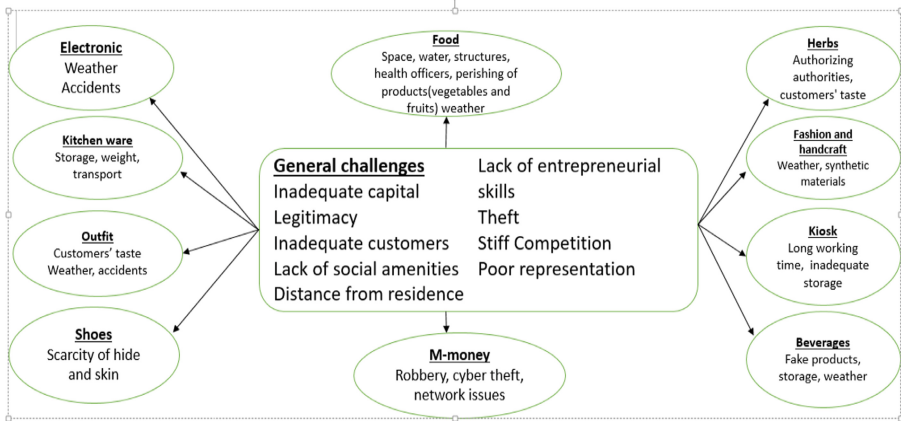 Electronic
Weather
Accidents
Kitchen ware
Storage, weight,
transport
Outfit
Customers’ taste
Weather, accidents
Shoes
Scarcity of hide
and skin
Food
Space, water, structures,
health officers, perishing of
products(vegetables and
fruits) weather
General challenges
Inadequate capital
Legitimacy
Inadequate customers
Lack of social amenities
Distance from residence
Lack of entrepreneurial
skills
Theft
Stiff Competition
Poor representation
M-money
Robbery, cyber theft,
network issues
Herbs
Authorizing
authorities,
customers' taste
Fashion and
handcraft
Weather, synthetic
materials
Kiosk
Long working
time, inadequate
storage
Beverages
Fake products,
storage, weather